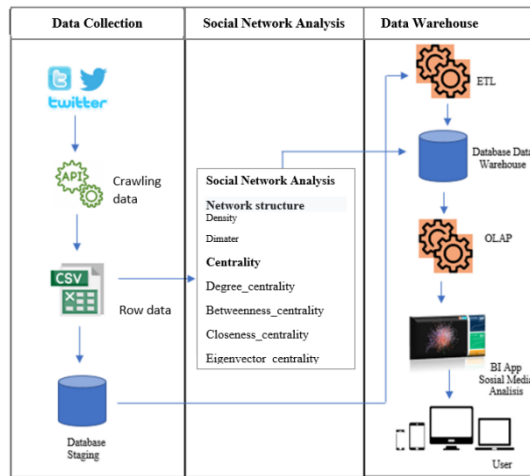 Data Collection
Social Network Analysis
Data Warehouse
twitter
API
Crawling
data
CSV
Row data
Database
Staging
Social Network Analysis
Network structure
Density
Dimater
Centrality
Degree_centrality
Betweenness_centrality
Closeness_centrality
Eigenvector_centrality
ETL
Database Data
Warehouse
OLAP
BI App
Sosial Media
Analisis
User